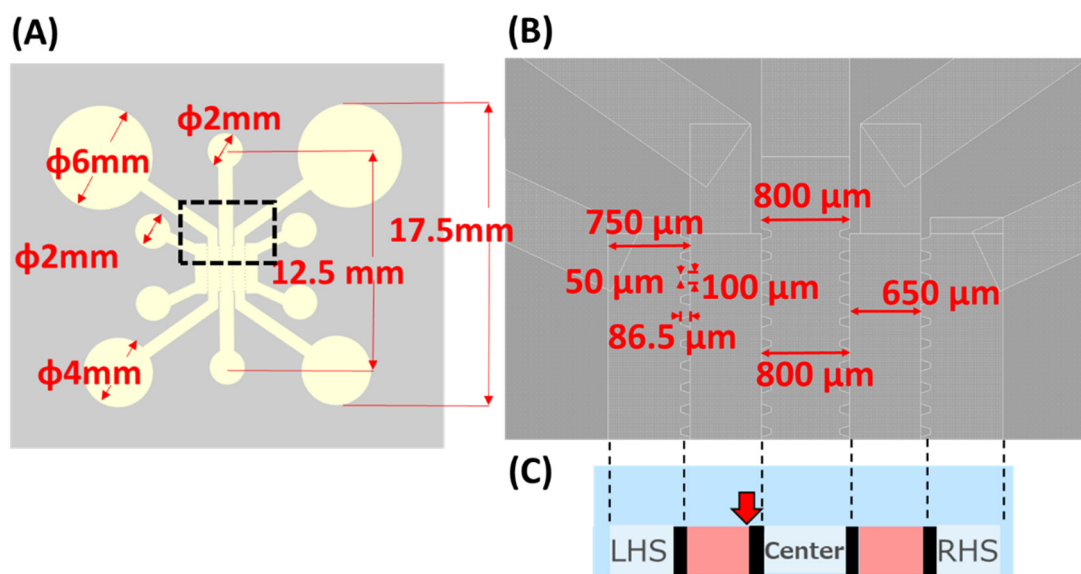 (A)
ϕ2mm
ϕ6mm
17.5mm
ϕ2mm
12.5 mm
ϕ4mm
(B)
800 µm
750 µm
50 µm
100 µm
650 µm
86.5 µm
800 µm
(C)
LHS
Center
RHS